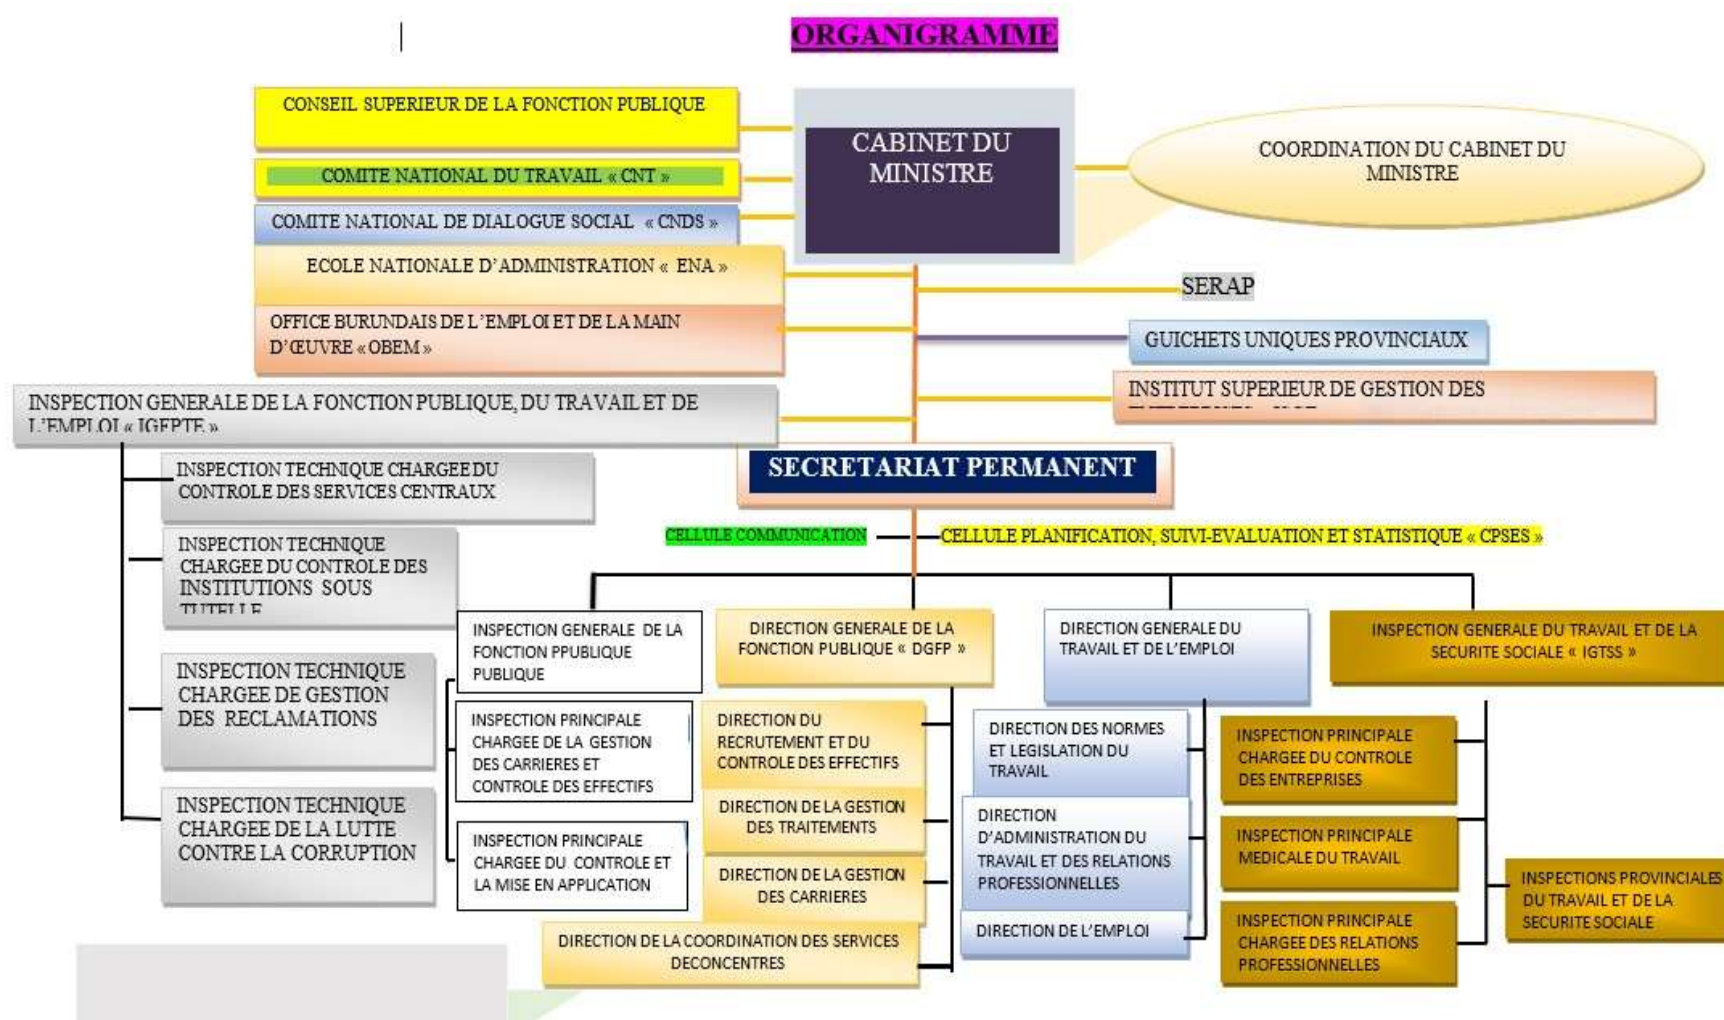 ORGANIGRAMME
CONSEIL SUPERIEUR DE LA FONCTION PUBLIQUE
CABINET DU
MINISTRE
COORDINATION DU CABINET DU
MINISTRE
COMITE NATIONAL DU TRAVAIL « CNT »
COMITE NATIONAL DE DIALOGUE SOCIAL « CNDS »
ECOLE NATIONALE D'ADMINISTRATION « ENA »
SERAP
OFFICE BURUNDAIS DE L'EMPLOI ET DE LA MAIN
D'ŒUVRE « OBEM »
GUICHETS UNIQUES PROVINCIAUX
INSTITUT SUPERIEUR DE GESTION DES
INSPECTION GENERALE DE LA FONCTION PUBLIQUE, DU TRAVAIL ET DE
L'EMPLOI « IGFPTE »
SECRETARIAT PERMANENT
INSPECTION TECHNIQUE CHARGEE DU
CONTROLE DES SERVICES CENTRAUX
CELLULE COMMUNICATION
CELLULE PLANIFICATION, SUIVI-EVALUATION ET STATISTIQUE « CPSES »
INSPECTION TECHNIQUE
CHARGEE DU CONTROLE DES
INSTITUTIONS SOUS
TUTELLE
INSPECTION TECHNIQUE
CHARGEE DE GESTION
DES RECLAMATIONS
INSPECTION TECHNIQUE
CHARGEE DE LA LUTTE
CONTRE LA CORRUPTION
INSPECTION GENERALE DE LA
FONCTION PPUBLIQUE
PUBLIQUE
INSPECTION PRINCIPALE
CHARGEE DE LA GESTION
DES CARRIERES ET
CONTROLE DES EFFECTIFS
INSPECTION PRINCIPALE
CHARGEE DU CONTROLE ET
LA MISE EN APPLICATION
DIRECTION GENERALE DE LA
FONCTION PUBLIQUE « DGFP »
DIRECTION DU
RECRUTEMENT ET DU
CONTROLE DES EFFECTIFS
DIRECTION DE LA GESTION
DES TRAITEMENTS
DIRECTION DE LA GESTION
DES CARRIERES
DIRECTION DE LA COORDINATION DES SERVICES
DECONCENTRES
DIRECTION GENERALE DU
TRAVAIL ET DE L'EMPLOI
DIRECTION DES NORMES
ET LEGISLATION DU
TRAVAIL
DIRECTION
D'ADMINISTRATION DU
TRAVAIL ET DES RELATIONS
PROFESSIONNELLES
DIRECTION DE L'EMPLOI
INSPECTION GENERALE DU TRAVAIL ET DE LA
SECURITE SOCIALE « IGTSS »
INSPECTION PRINCIPALE
CHARGEE DU CONTROLE
DES ENTREPRISES
INSPECTION PRINCIPALE
MEDICALE DU TRAVAIL
INSPECTION PRINCIPALE
CHARGEE DES RELATIONS
PROFESSIONNELLES
INSPECTIONS PROVINCIALES
DU TRAVAIL ET DE LA
SECURITE SOCIALE